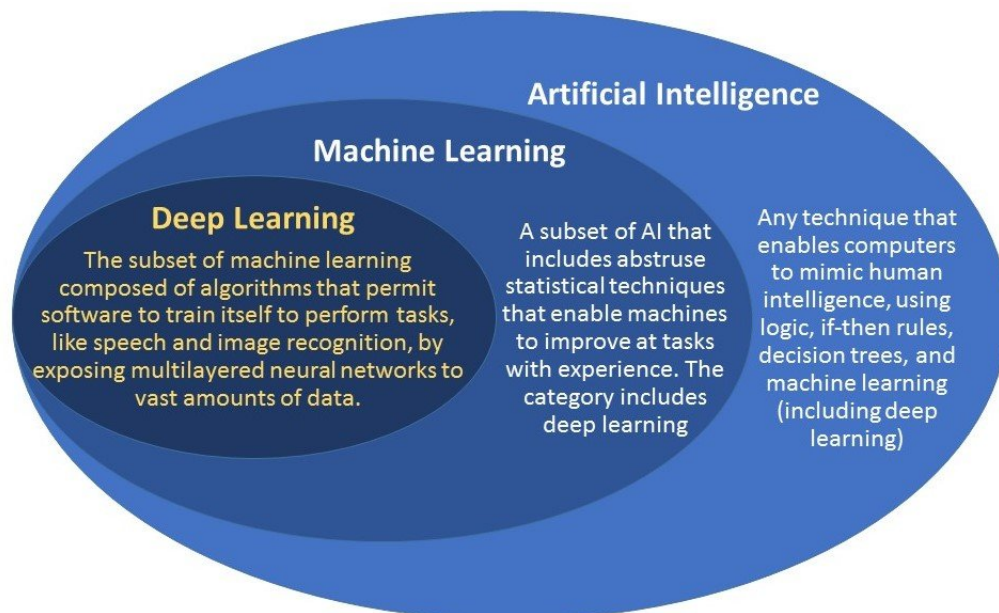 Artificial Intelligence
Machine Learning
Deep Learning
The subset of machine learning
composed of algorithms that permit
software to train itself to perform tasks,
like speech and image recognition, by
exposing multilayered neural networks to
vast amounts of data.
A subset of AI that
includes abstruse
statistical techniques
that enable machines
to improve at tasks
with experience. The
category includes
deep learning
Any technique that
enables computers
to mimic human
intelligence, using
logic, if-then rules,
decision trees, and
machine learning
(including deep
learning)